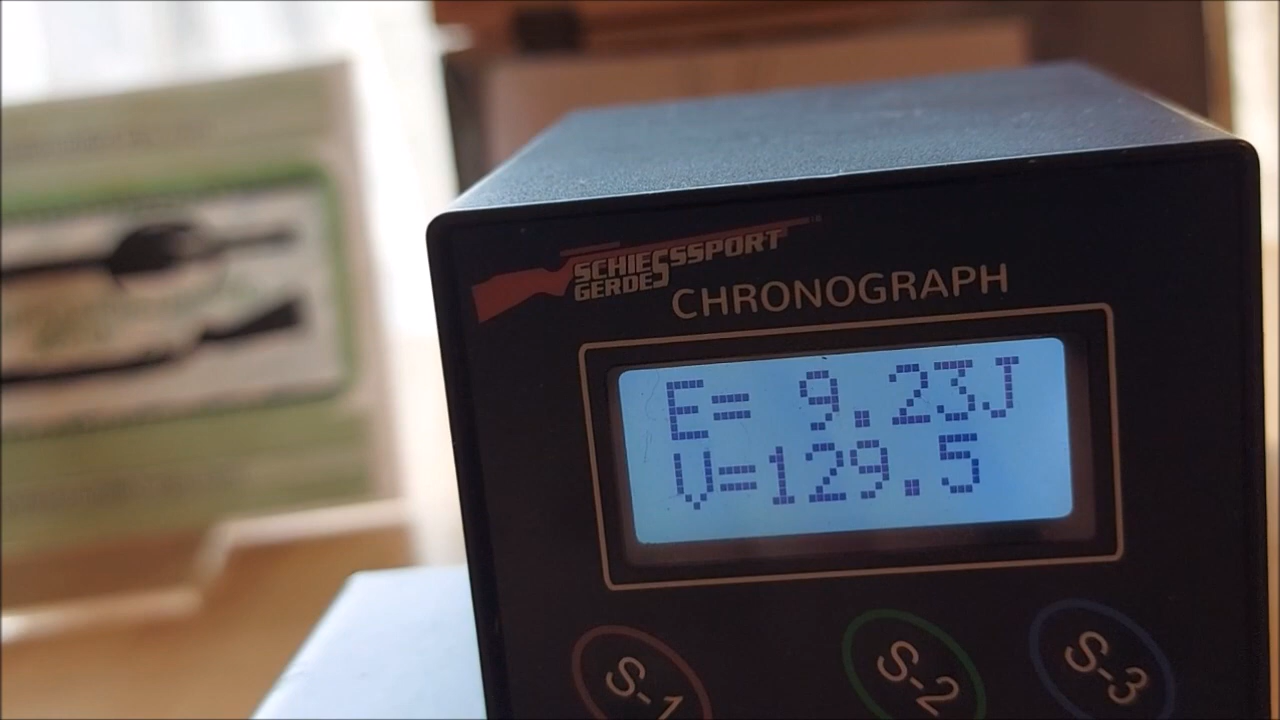 SCHIESSSPORT
GERDES
CHRONOGRAPH
E= 9.23J
V=129.5
S-1
S-2
S-3